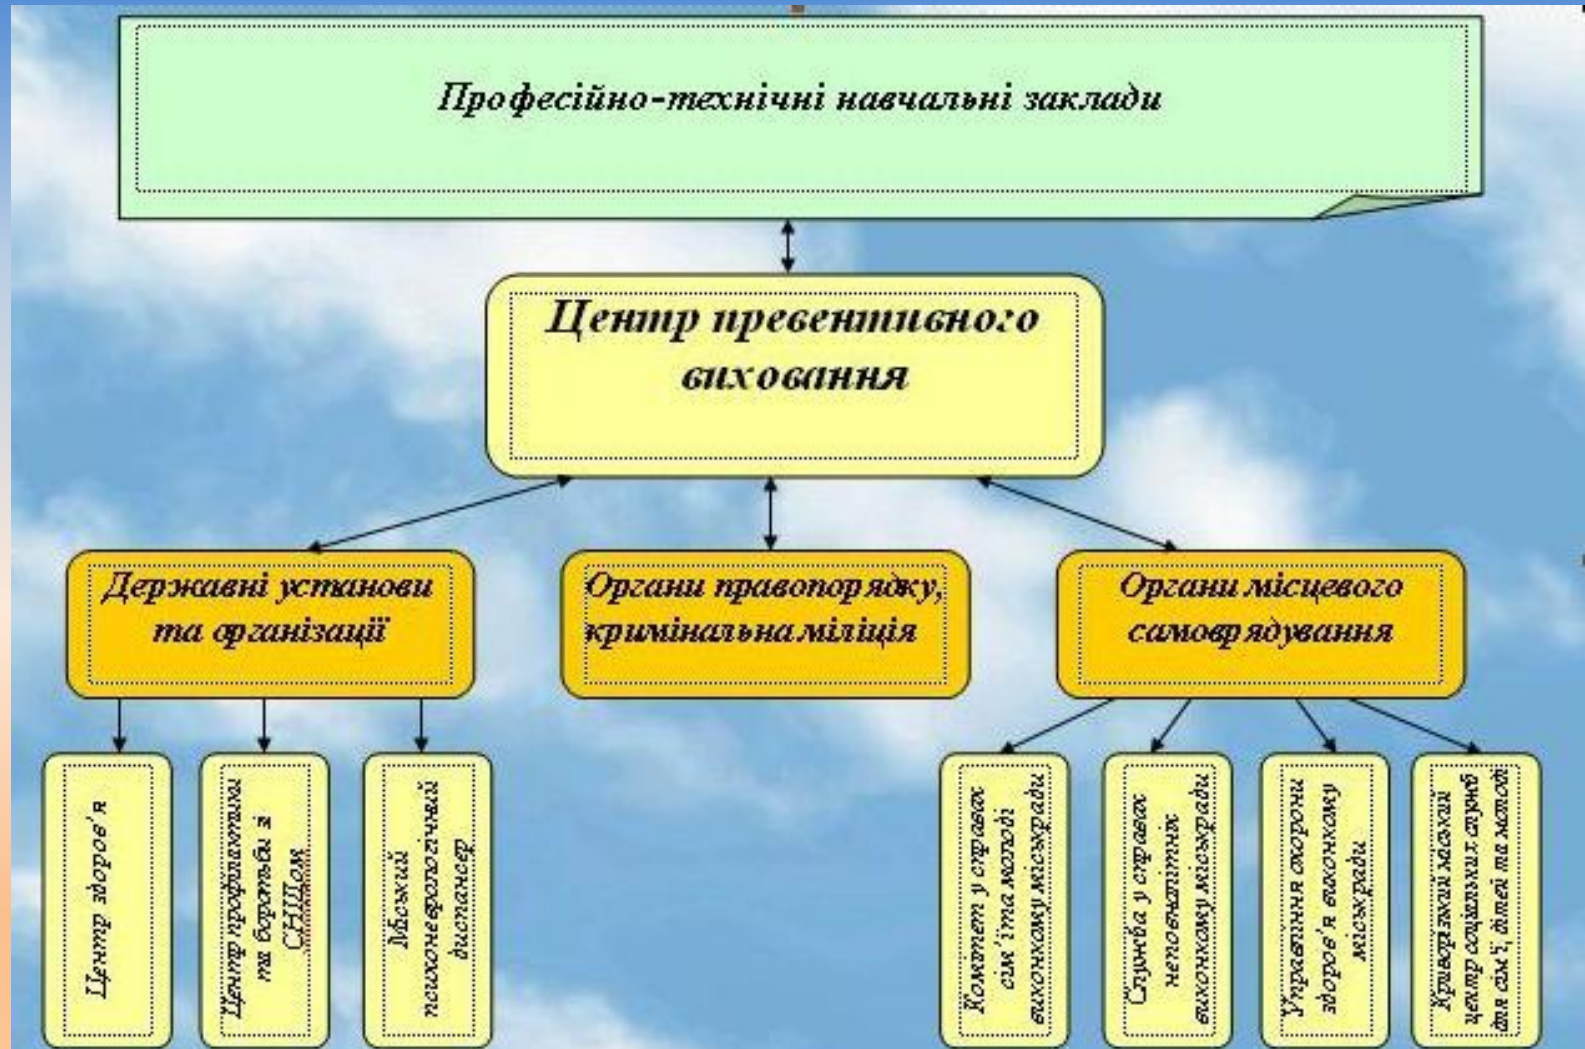 Професійно-технічні навчальні заклади
Центр превентивного
виховання
Державні установи
та організації
Органи правопорядку,
кримінальна міліція
Органи місцевого
самоврядування
Центр здоров'я
Центр профілактики
та боротьби зі
СНІДом
Міський
психоневрологічний
диспансер
Комітет у справах
сім'ї та молоді
виконкому міськради
Служба у справах
неповнатніх
виконкому міськради
Управління охорони
здоров'я виконкому
міськради
Криворізький міський
центр соціальних служб
для сім'ї, дітей та молоді